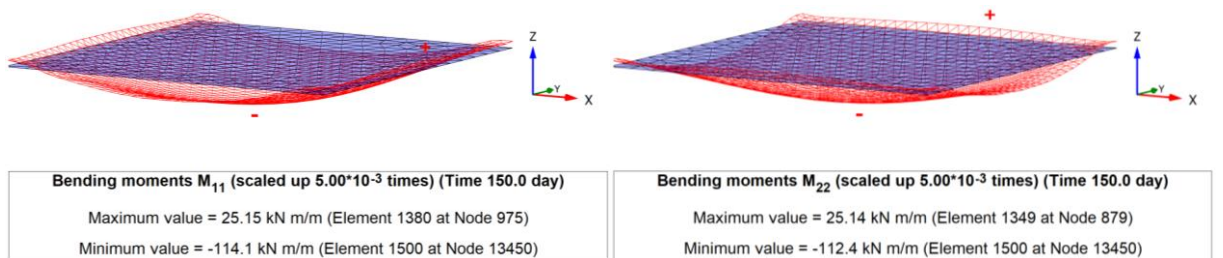 +
Z
Y
X
-
Bending moments M11 (scaled up 5.00*10-3 times) (Time 150.0 day)
Maximum value = 25.15 kN m/m (Element 1380 at Node 975)
Minimum value = -114.1 kN m/m (Element 1500 at Node 13450)
+
Z
Y
X
-
Bending moments M22 (scaled up 5.00*10-3 times) (Time 150.0 day)
Maximum value = 25.14 kN m/m (Element 1349 at Node 879)
Minimum value = -112.4 kN m/m (Element 1500 at Node 13450)